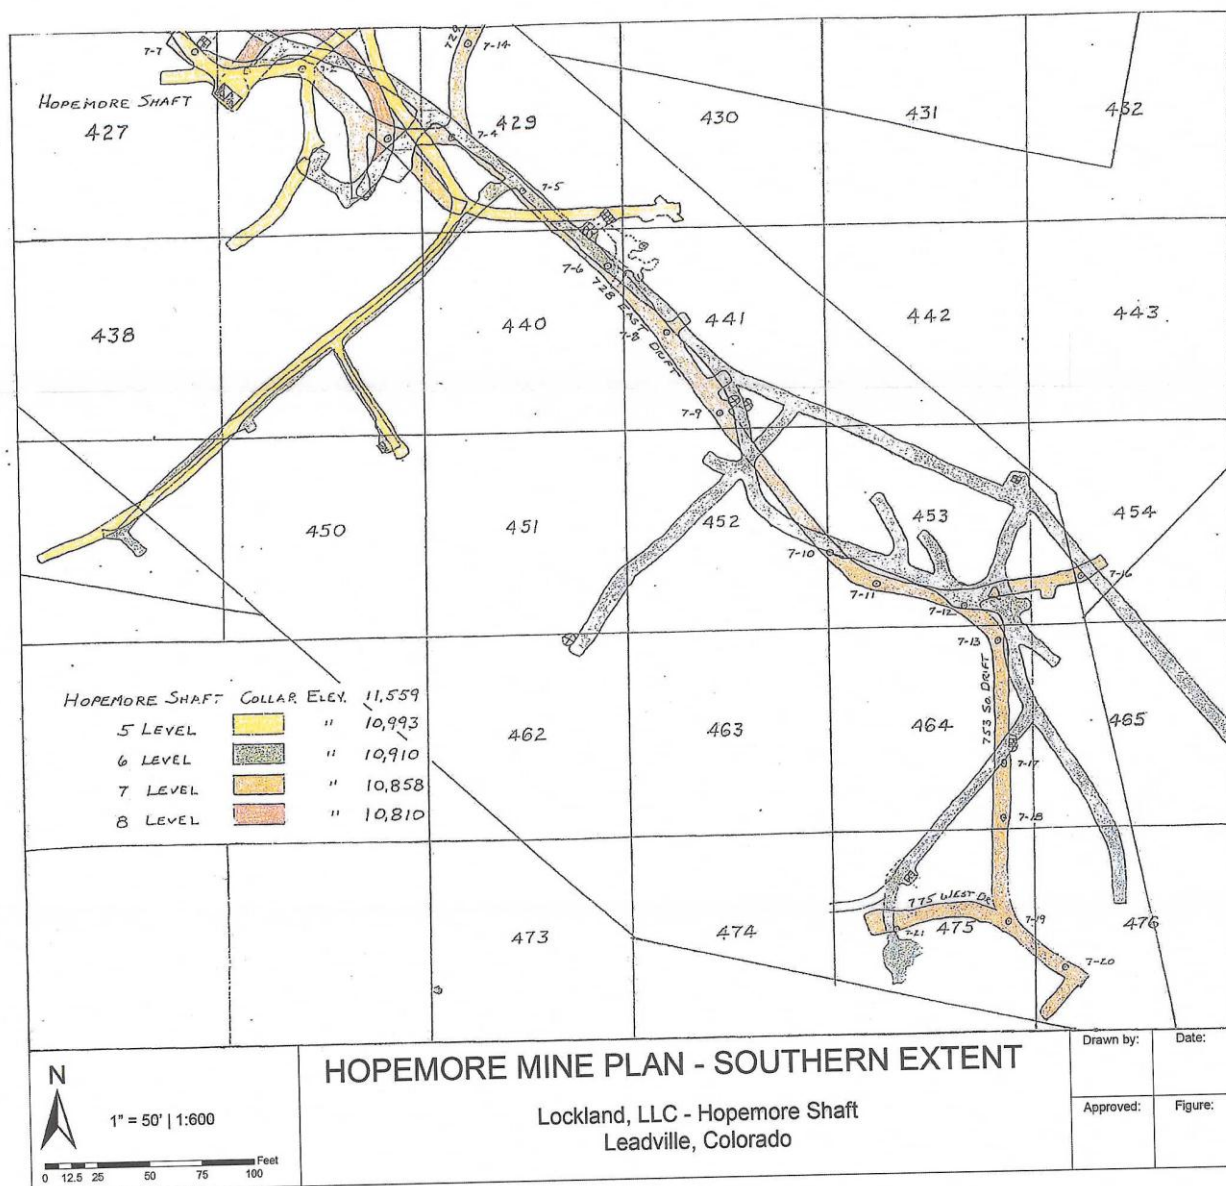 7-7
7-2
729
7-14
HOPEMORE SHAFT
427
7-4
429
430
431
432
7-5
7-6
728 EAST DRIFT
438
440
7-8
441
442
443
7-9
450
451
452
453
454
7-10
7-11
7-12
7-16
7-13
753 SO. DRIFT
HOPEMORE SHAFT COLLAR ELEV. 11,559
5 LEVEL " 10,993
6 LEVEL " 10,910
7 LEVEL " 10,858
8 LEVEL " 10,810
462
463
464
465
7-17
7-18
775 WEST DR.
7-19
7-21
473
474
475
476
7-20
N
1" = 50' | 1:600
Feet
0 12.5 25 50 75 100
HOPEMORE MINE PLAN - SOUTHERN EXTENT
Lockland, LLC - Hopemore Shaft
Leadville, Colorado
Drawn by:
Date:
Approved:
Figure: